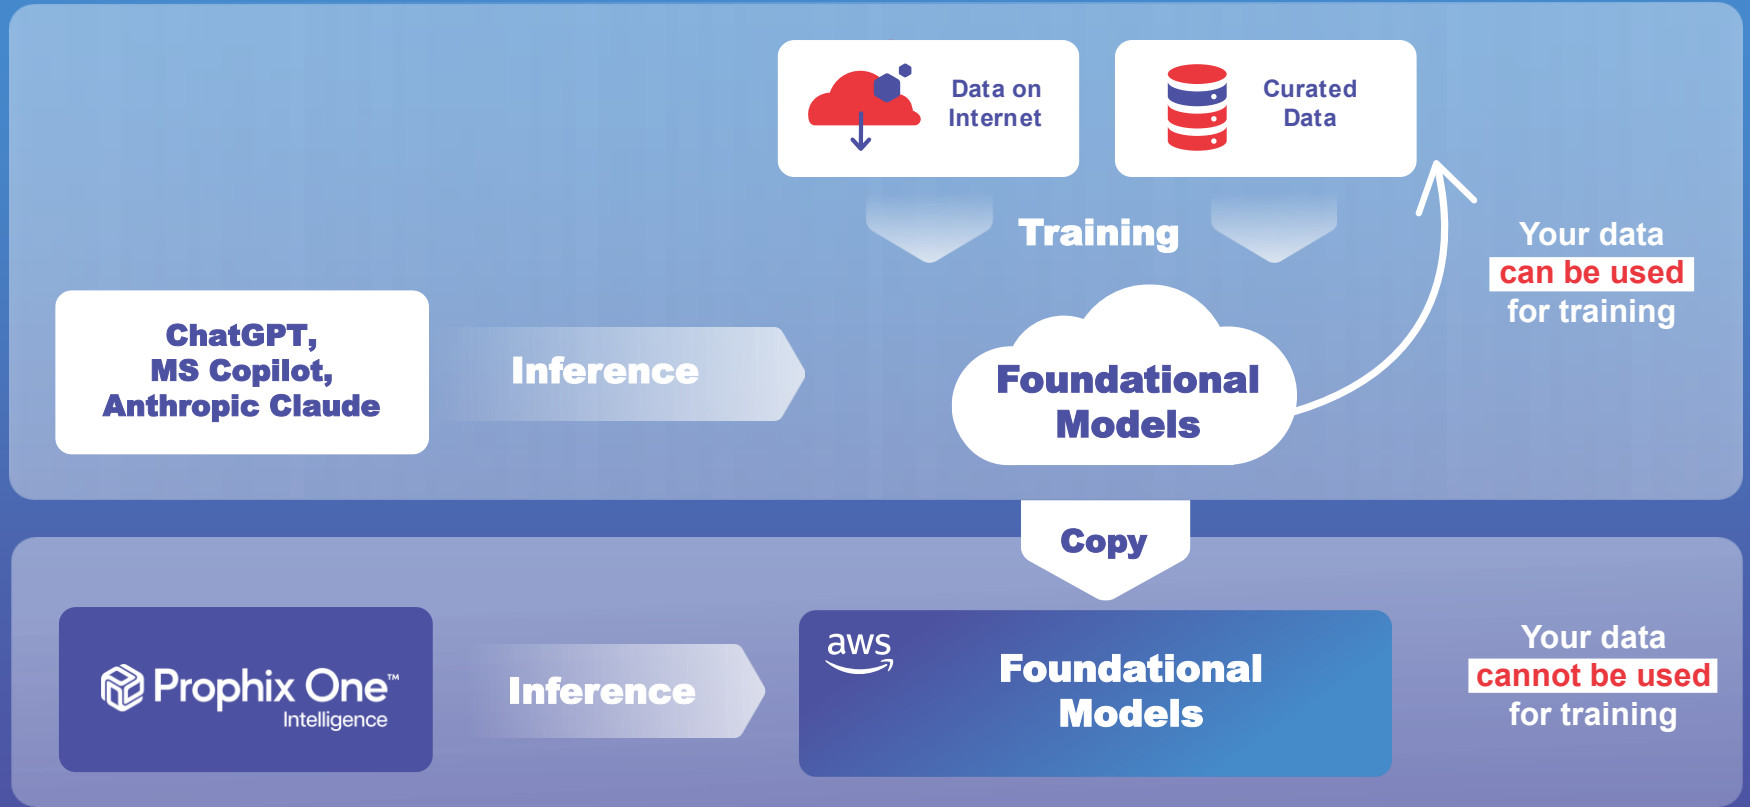 Data on
Internet
Curated
Data
Training
Your data
can be used
for training
ChatGPT,
MS Copilot,
Anthropic Claude
Inference
Foundational
Models
Copy
Prophix One™
Intelligence
Inference
aws
Foundational
Models
Your data
cannot be used
for training